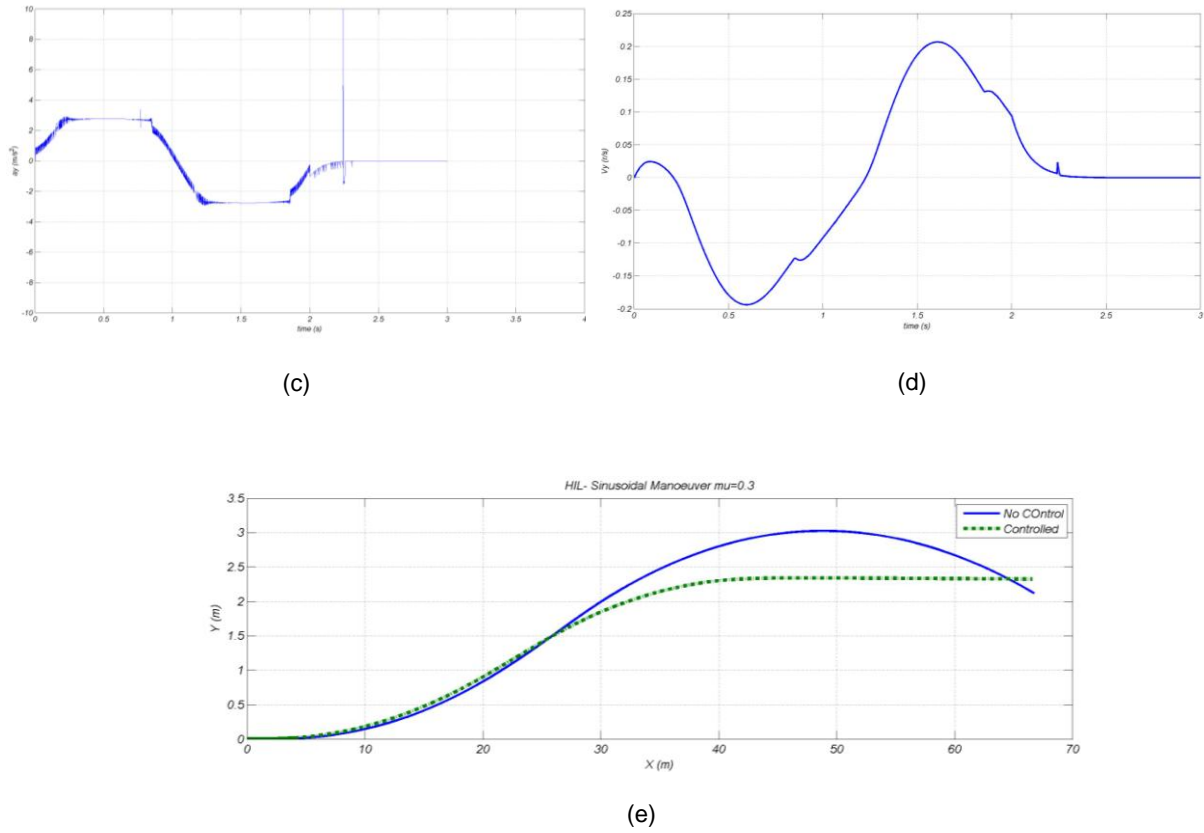 10
8
6
4
2
0
-2
-4
-6
-8
-10
ay (m/s²)
0 0.5 1 1.5 2 2.5 3 3.5 4
time (s)
(c)
0.25
0.2
0.15
0.1
0.05
0
-0.05
-0.1
-0.15
-0.2
Vy (r/s)
0 0.5 1 1.5 2 2.5 3
time (s)
(d)
HIL- Sinusoidal Manoeuver mu=0.3
No COntrol
Controlled
3.5
3
2.5
2
1.5
1
0.5
0
Y (m)
0 10 20 30 40 50 60 70
X (m)
(e)